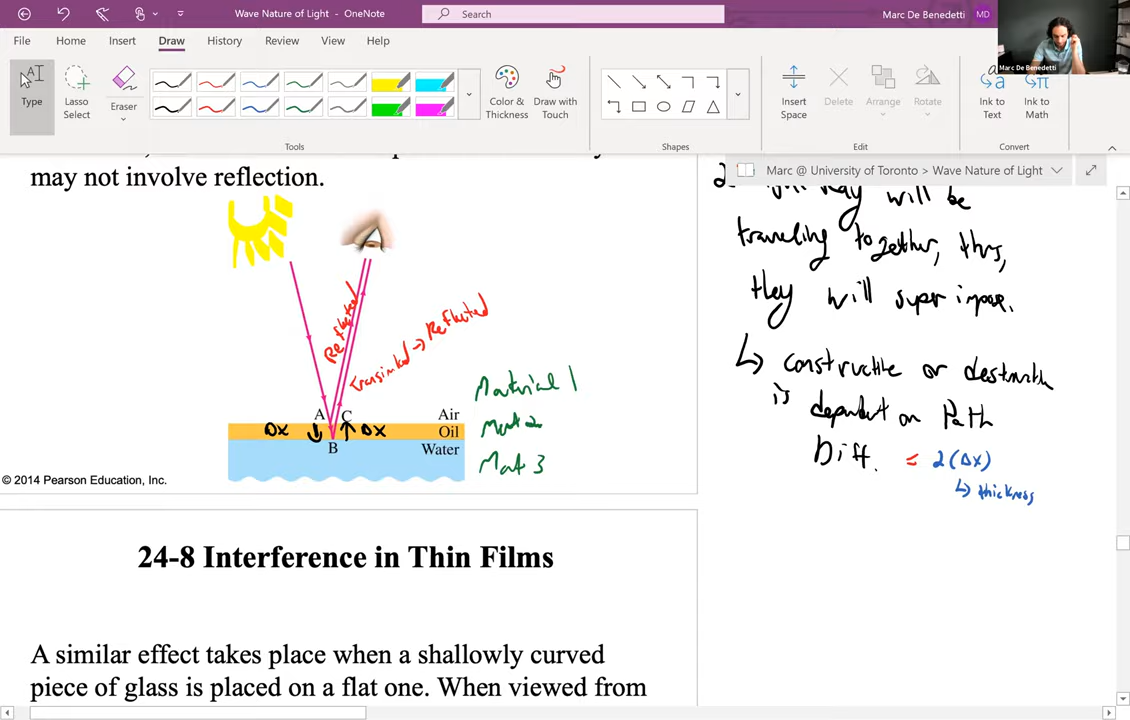 Wave Nature of Light - OneNote
Search
Marc De Benedetti
MD
File
Home
Insert
Draw
History
Review
View
Help
Marc De Benedetti
Type
Lasso
Select
Eraser
Color &
Thickness
Draw with
Touch
Insert
Space
Delete
Arrange
Rotate
Ink to
Text
Ink to
Math
Tools
Shapes
Edit
Convert
Marc @ University of Toronto > Wave Nature of Light
may not involve reflection.
Reflected
Transmitted → Reflected
A
C
B
Δx
Δx
Air
Oil
Water
Material 1
Mat 2
Mat 3
© 2014 Pearson Education, Inc.
they will be
traveling together, thus,
they will super impose.
↳ constructive or destructive
is dependent on Path
Diff. = 2(Δx)
↳ thickness
24-8 Interference in Thin Films
A similar effect takes place when a shallowly curved
piece of glass is placed on a flat one. When viewed from